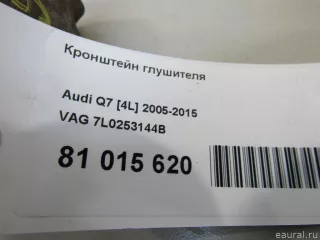 Кронштейн глушителя
Audi Q7 [4L] 2005-2015
VAG 7L0253144B
81 015 620
eaural.ru